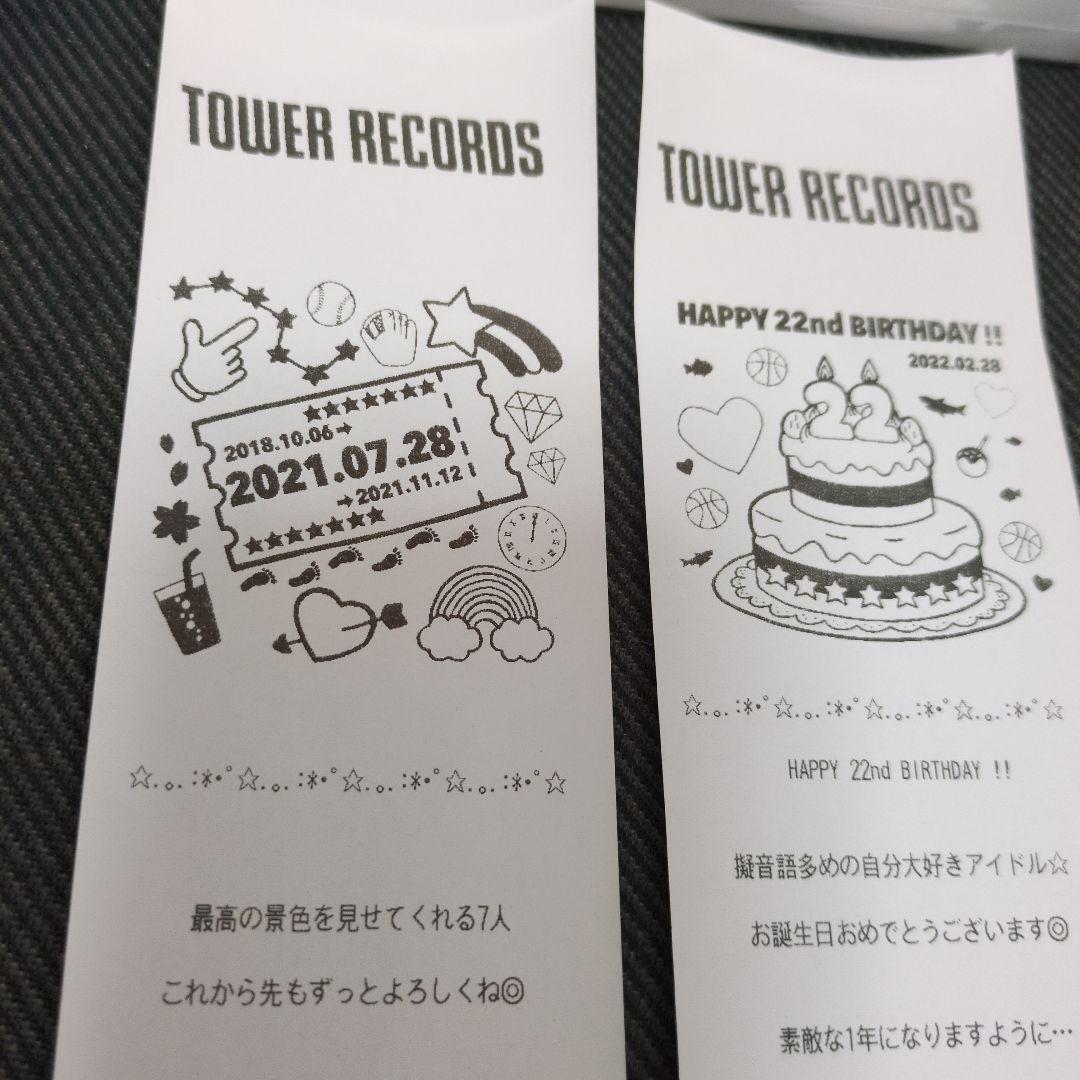 TOWER RECORDS
2018.10.06→
2021.07.28
→2021.11.12
☆.｡.:*･ﾟ☆.｡.:*･ﾟ☆.｡.:*･ﾟ☆.｡.:*･ﾟ☆
最高の景色を見せてくれる7人
これから先もずっとよろしくね◎
TOWER RECORDS
HAPPY 22nd BIRTHDAY !!
2022.02.28
22
☆.｡.:*･ﾟ☆.｡.:*･ﾟ☆.｡.:*･ﾟ☆.｡.:*･ﾟ☆
HAPPY 22nd BIRTHDAY !!
擬音語多めの自分大好きアイドル☆
お誕生日おめでとうございます◎
素敵な1年になりますように…